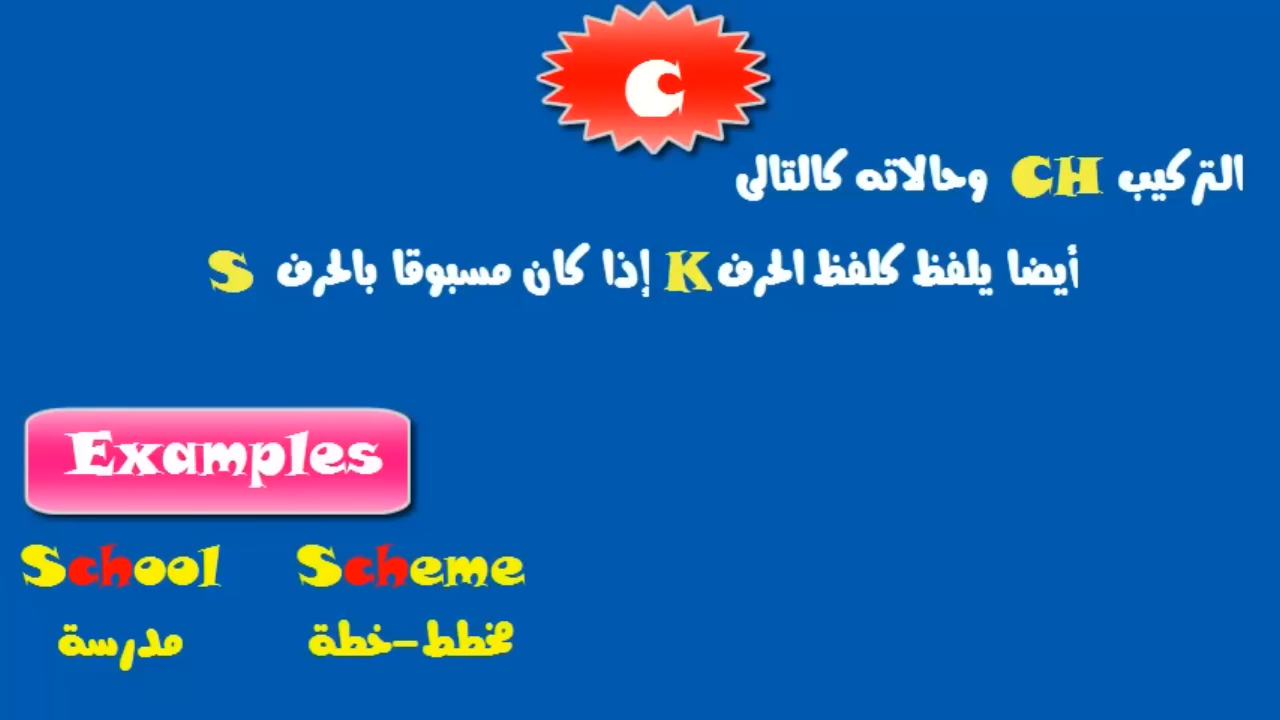 C
التركيب CH وحالاته كالتالى
أيضا يلفظ كلفظ الحرف K إذا كان مسبوقا بالحرف S
Examples
School Scheme
مدرسة مخطط-خطة